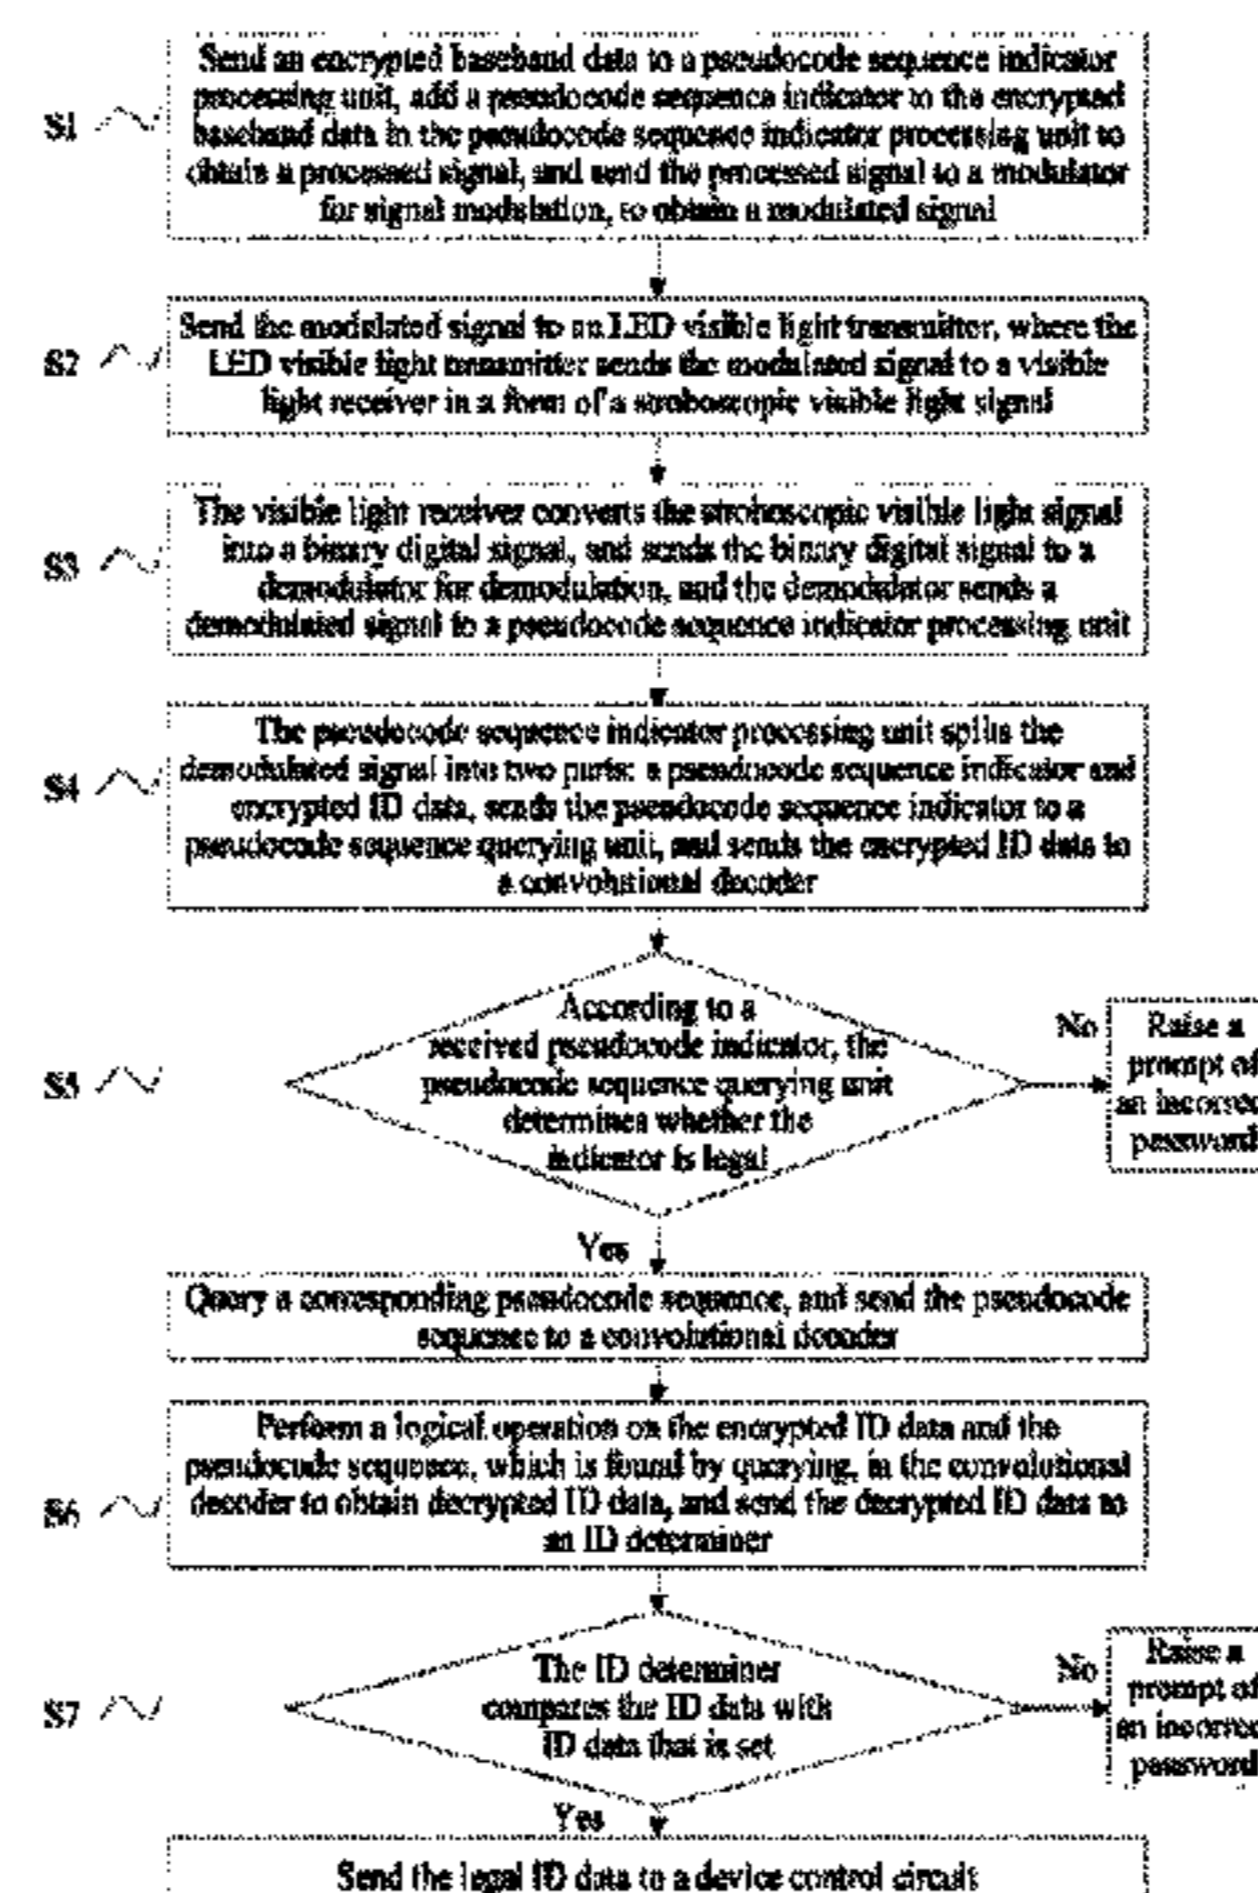 Send an encrypted baseband data to a pseudocode sequence indicator
processing unit, add a pseudocode sequence indicator to the encrypted
baseband data in the pseudocode sequence indicator processing unit to
obtain a processed signal, and send the processed signal to a modulator
for signal modulation, to obtain a modulated signal
S1
Send the modulated signal to an LED visible light transmitter, where the
LED visible light transmitter sends the modulated signal to a visible
light receiver in a form of a stroboscopic visible light signal
S2
The visible light receiver converts the stroboscopic visible light signal
into a binary digital signal, and sends the binary digital signal to a
demodulator for demodulation, and the demodulator sends a
demodulated signal to a pseudocode sequence indicator processing unit
S3
The pseudocode sequence indicator processing unit splits the
demodulated signal into two parts: a pseudocode sequence indicator and
encrypted ID data, sends the pseudocode sequence indicator to a
pseudocode sequence querying unit, and sends the encrypted ID data to
a convolutional decoder
S4
According to a
received pseudocode indicator, the
pseudocode sequence querying unit
determines whether the
indicator is legal
S5
No
Raise a
prompt of
an incorrec
password
Yes
Query a corresponding pseudocode sequence, and send the pseudocode
sequence to a convolutional decoder
Perform a logical operation on the encrypted ID data and the
pseudocode sequence, which is found by querying, in the convolutional
decoder to obtain decrypted ID data, and send the decrypted ID data to
an ID determiner
S6
The ID determiner
compares the ID data with
ID data that is set
S7
No
Raise a
prompt of
an incorrec
password
Yes
Send the legal ID data to a device control circuit